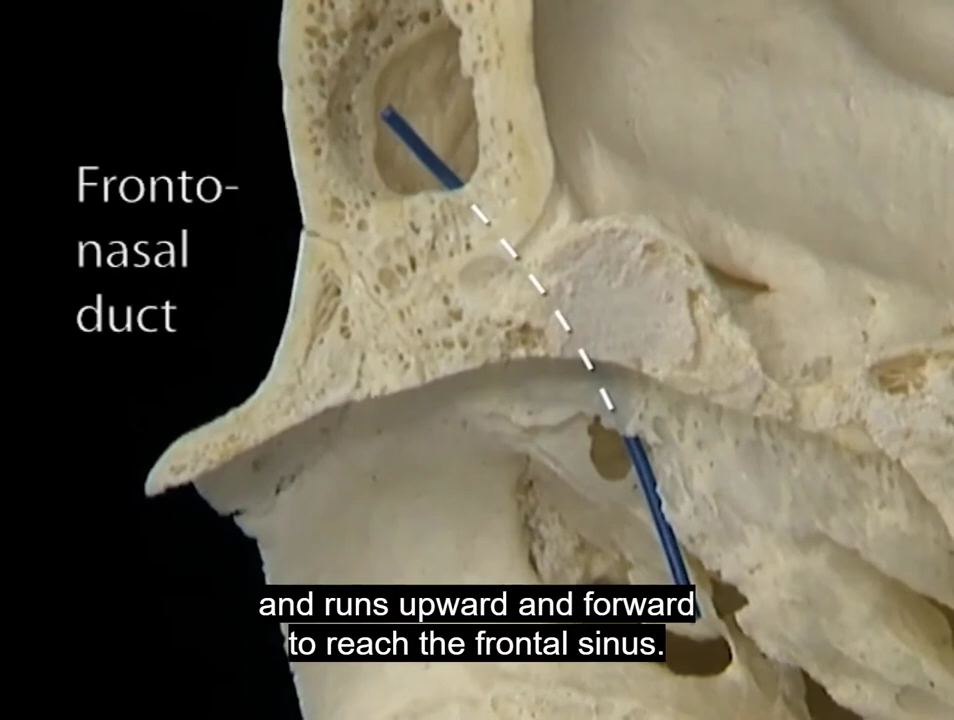 Fronto-
nasal
duct
and runs upward and forward
to reach the frontal sinus.